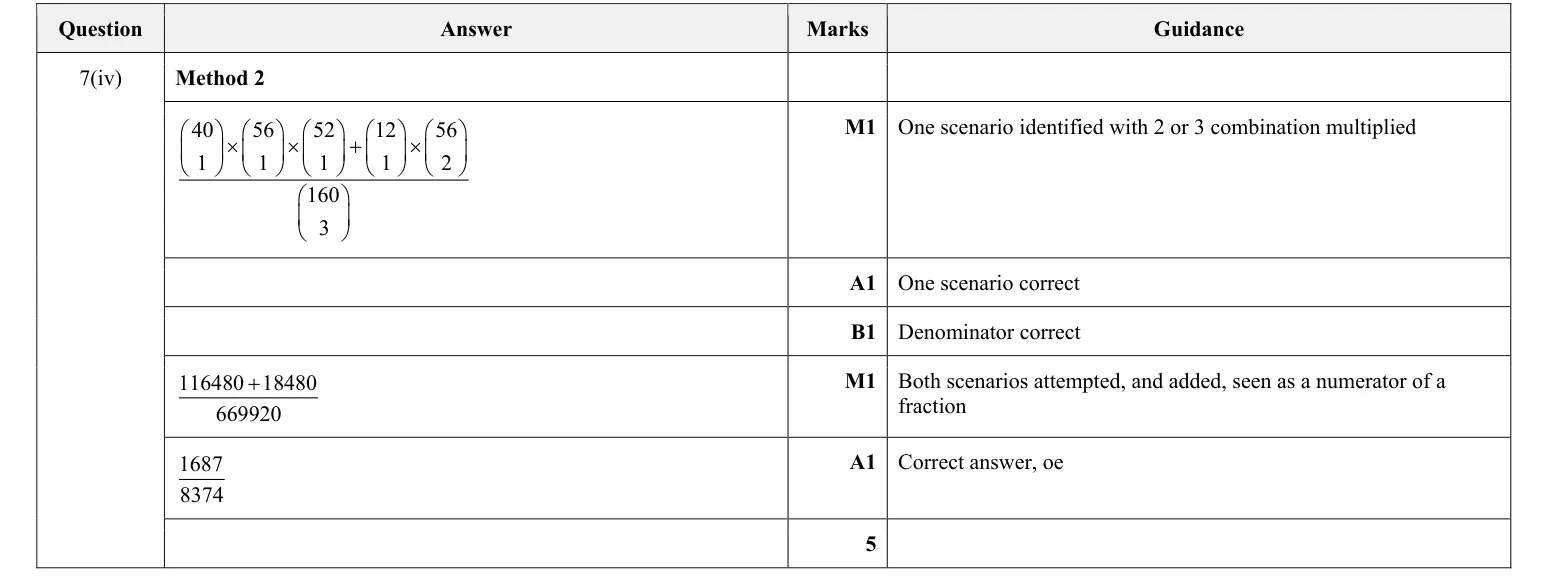 Question Answer Marks Guidance
7(iv) Method 2
(40 1) × (56 1) × (52 1) + (12 1) × (56 2) M1 One scenario identified with 2 or 3 combination multiplied
(160 3)
A1 One scenario correct
B1 Denominator correct
116480 + 18480 M1 Both scenarios attempted, and added, seen as a numerator of a
669920 fraction
1687 A1 Correct answer, oe
8374
5